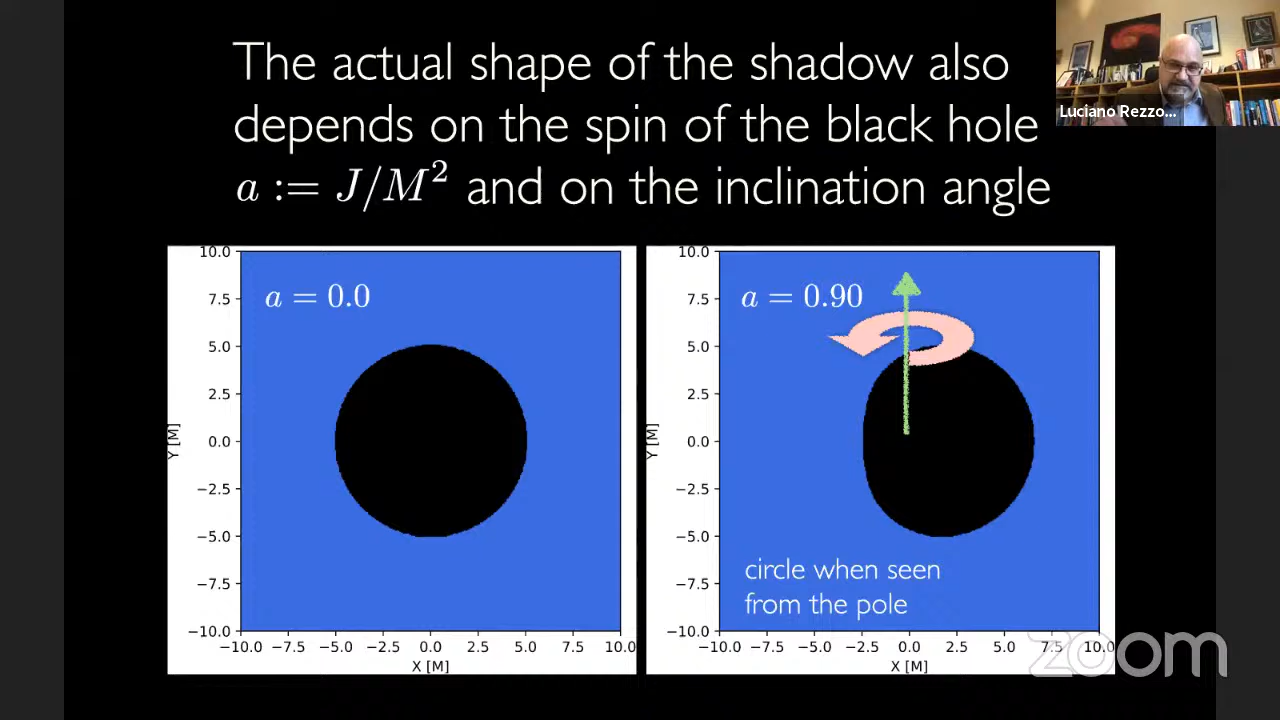 The actual shape of the shadow also
depends on the spin of the black hole
a := J/M² and on the inclination angle
Luciano Rezzo...
10.0
7.5
5.0
2.5
0.0
−2.5
−5.0
−7.5
−10.0
Y [M]
a = 0.0
−10.0 −7.5 −5.0 −2.5 0.0 2.5 5.0 7.5 10.0
X [M]
10.0
7.5
5.0
2.5
0.0
−2.5
−5.0
−7.5
−10.0
Y [M]
a = 0.90
circle when seen
from the pole
−10.0 −7.5 −5.0 −2.5 0.0 2.5 5.0 7.5 10.0
X [M]
zoom